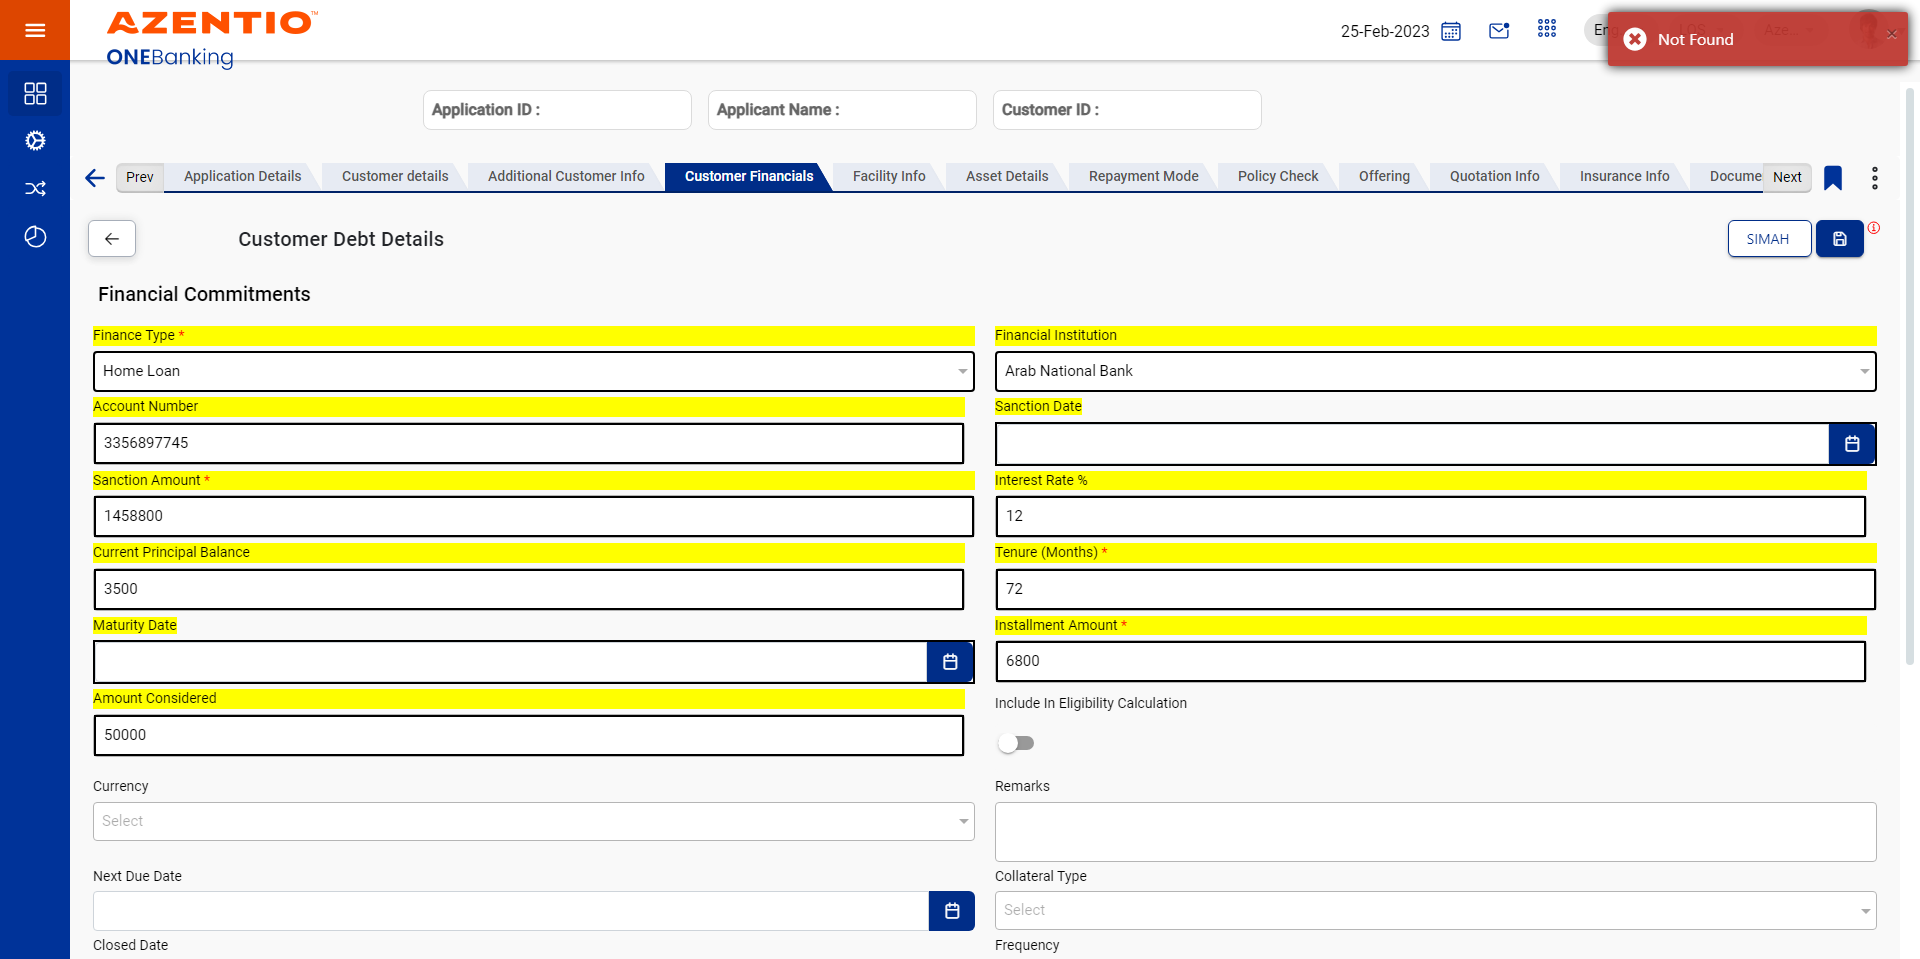 AZENTIO™
ONEBanking
25-Feb-2023
Not Found
Application ID :
Applicant Name :
Customer ID :
Prev
Application Details
Customer details
Additional Customer Info
Customer Financials
Facility Info
Asset Details
Repayment Mode
Policy Check
Offering
Quotation Info
Insurance Info
Docume
Next
Customer Debt Details
SIMAH
Financial Commitments
Finance Type *
Financial Institution
Home Loan
Arab National Bank
Account Number
Sanction Date
3356897745
Sanction Amount *
Interest Rate %
1458800
12
Current Principal Balance
Tenure (Months) *
3500
72
Maturity Date
Installment Amount *
6800
Amount Considered
Include In Eligibility Calculation
50000
Currency
Remarks
Select
Next Due Date
Collateral Type
Select
Closed Date
Frequency